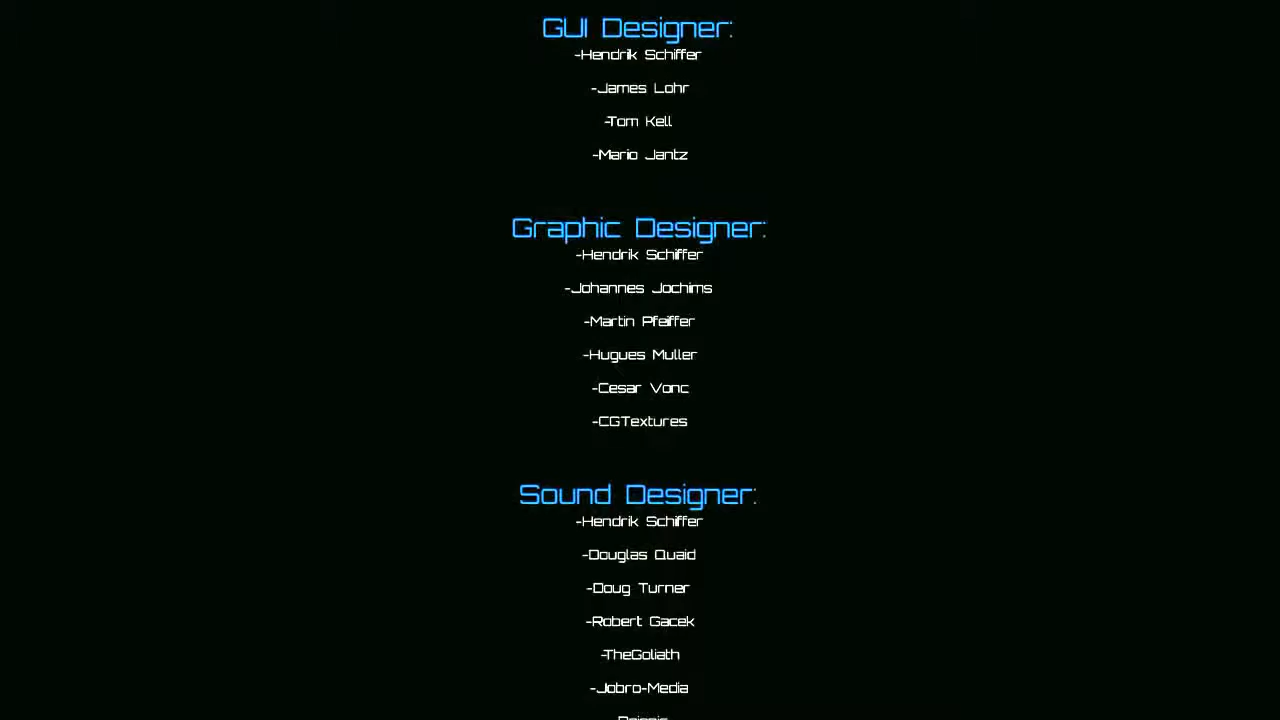 GUI Designer:
-Hendrik Schiffer
-James Lohr
-Tom Kell
-Mario Jantz
Graphic Designer:
-Hendrik Schiffer
-Johannes Jochims
-Martin Pfeiffer
-Hugues Muller
-Cesar Vonc
-CGTextures
Sound Designer:
-Hendrik Schiffer
-Douglas Quaid
-Doug Turner
-Robert Gacek
-TheGoliath
-Jobro-Media